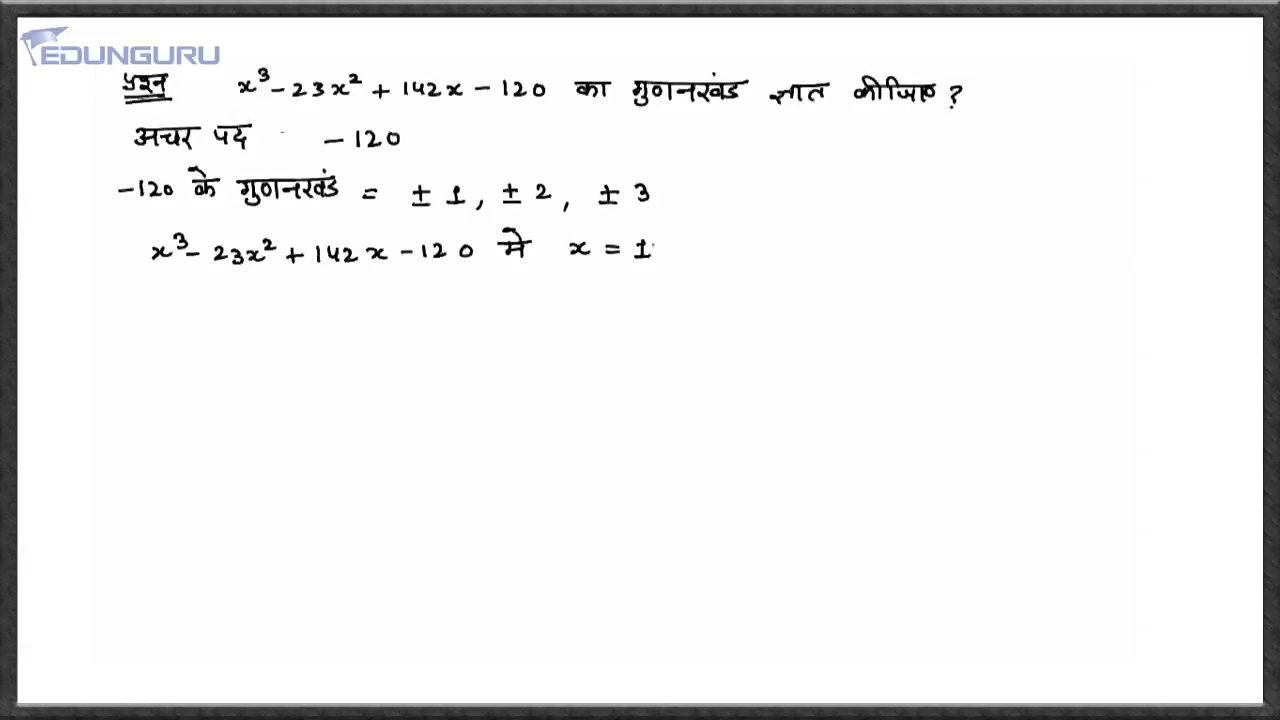 EDUNGURU
प्रश्न x³ - 23x² + 142x - 120 का गुणनखंड ज्ञात कीजिए ?
अचर पद - 120
-120 के गुणनखंड = ± 1, ± 2, ± 3
x³ - 23x² + 142x - 120 मे x = 1